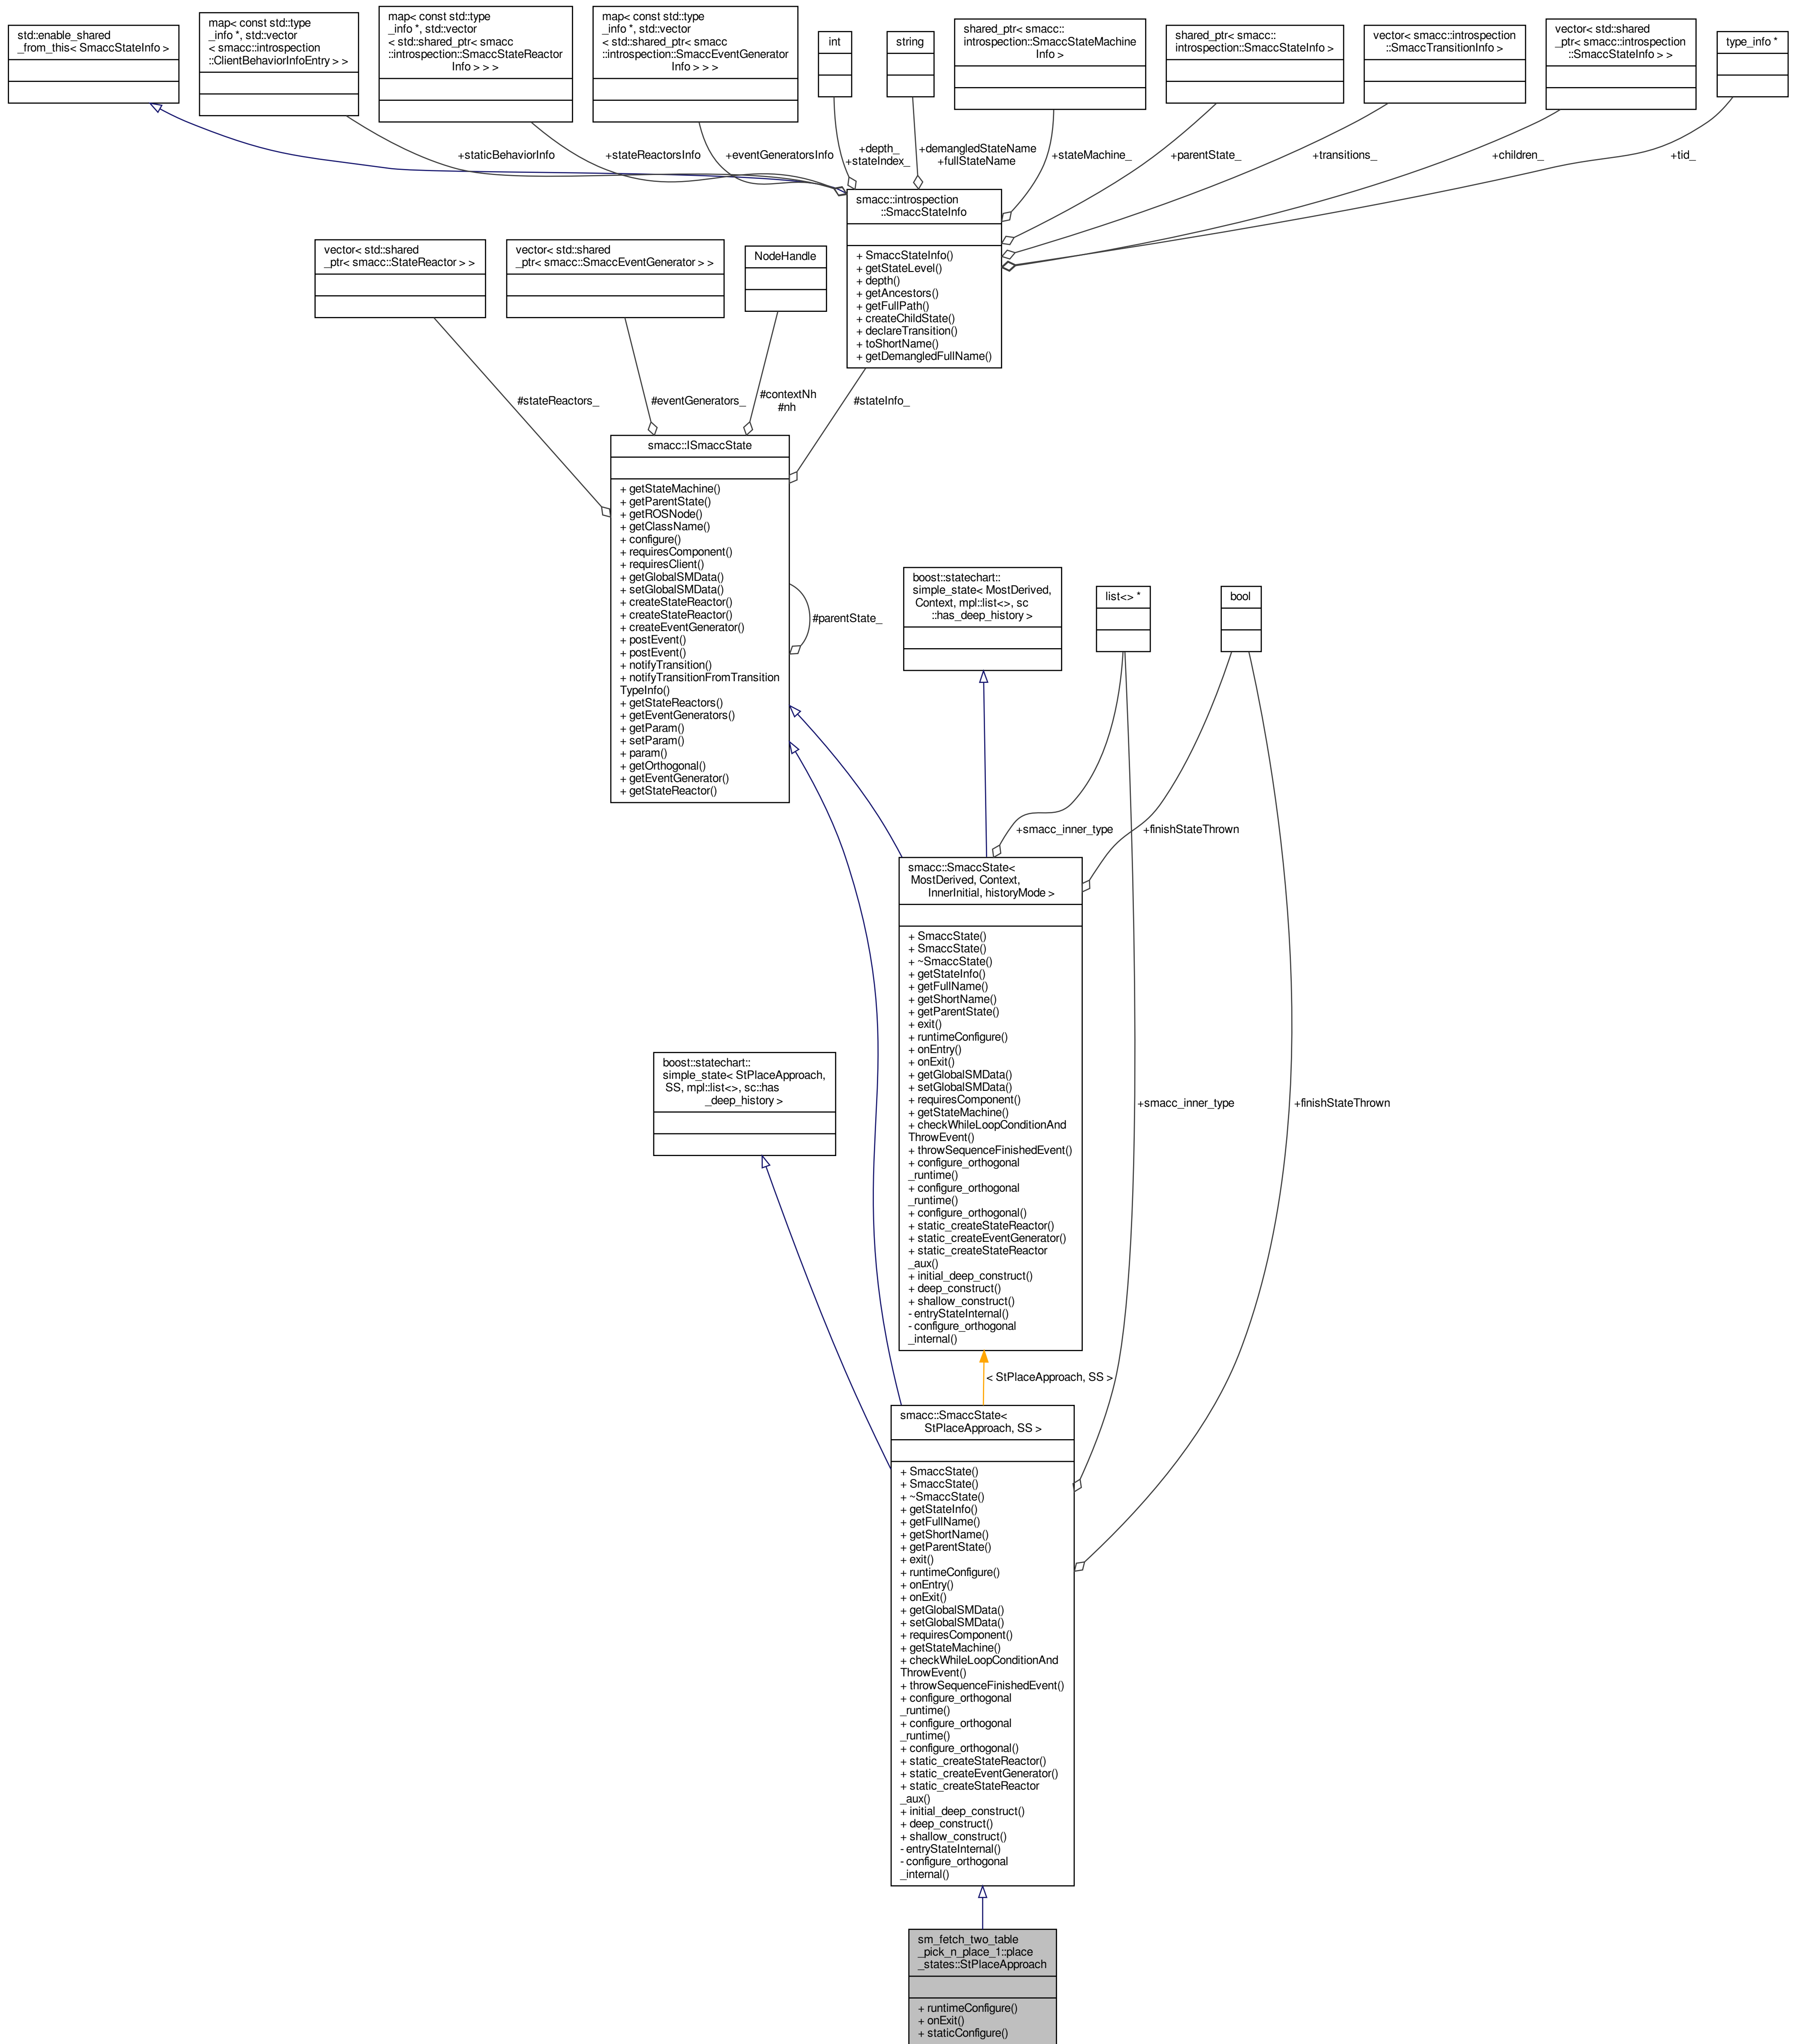 std::enable_shared
_from_this< SmaccStateInfo >
map< const std::type
_info *, std::vector
< smacc::introspection
::ClientBehaviorInfoEntry > >
map< const std::type
_info *, std::vector
< std::shared_ptr< smacc
::introspection::SmaccStateReactor
Info > > >
map< const std::type
_info *, std::vector
< std::shared_ptr< smacc
::introspection::SmaccEventGenerator
Info > > >
int
string
shared_ptr< smacc::
introspection::SmaccStateMachine
Info >
shared_ptr< smacc::
introspection::SmaccStateInfo >
vector< smacc::introspection
::SmaccTransitionInfo >
vector< std::shared
_ptr< smacc::introspection
::SmaccStateInfo > >
type_info *
+staticBehaviorInfo
+stateReactorsInfo
+eventGeneratorsInfo
+depth_
+stateIndex_
+demangledStateName
+fullStateName
+stateMachine_
+parentState_
+transitions_
+children_
+tid_
smacc::introspection
::SmaccStateInfo
+ SmaccStateInfo()
+ getStateLevel()
+ depth()
+ getAncestors()
+ getFullPath()
+ createChildState()
+ declareTransition()
+ toShortName()
+ getDemangledFullName()
vector< std::shared
_ptr< smacc::StateReactor > >
vector< std::shared
_ptr< smacc::SmaccEventGenerator > >
NodeHandle
#stateReactors_
#eventGenerators_
#contextNh
#nh
#stateInfo_
smacc::ISmaccState
+ getStateMachine()
+ getParentState()
+ getROSNode()
+ getClassName()
+ configure()
+ requiresComponent()
+ requiresClient()
+ getGlobalSMData()
+ setGlobalSMData()
+ createStateReactor()
+ createStateReactor()
+ createEventGenerator()
+ postEvent()
+ postEvent()
+ notifyTransition()
+ notifyTransitionFromTransition
TypeInfo()
+ getStateReactors()
+ getEventGenerators()
+ getParam()
+ setParam()
+ param()
+ getOrthogonal()
+ getEventGenerator()
+ getStateReactor()
#parentState_
boost::statechart::
simple_state< MostDerived,
Context, mpl::list<>, sc
::has_deep_history >
list<> *
bool
+smacc_inner_type
+finishStateThrown
smacc::SmaccState<
MostDerived, Context,
InnerInitial, historyMode >
+ SmaccState()
+ SmaccState()
+ ~SmaccState()
+ getStateInfo()
+ getFullName()
+ getShortName()
+ getParentState()
+ exit()
+ runtimeConfigure()
+ onEntry()
+ onExit()
+ getGlobalSMData()
+ setGlobalSMData()
+ requiresComponent()
+ getStateMachine()
+ checkWhileLoopConditionAnd
ThrowEvent()
+ throwSequenceFinishedEvent()
+ configure_orthogonal
_runtime()
+ configure_orthogonal
_runtime()
+ configure_orthogonal()
+ static_createStateReactor()
+ static_createEventGenerator()
+ static_createStateReactor
_aux()
+ initial_deep_construct()
+ deep_construct()
+ shallow_construct()
- entryStateInternal()
- configure_orthogonal
_internal()
boost::statechart::
simple_state< StPlaceApproach,
SS, mpl::list<>, sc::has
_deep_history >
+smacc_inner_type
+finishStateThrown
< StPlaceApproach, SS >
smacc::SmaccState<
StPlaceApproach, SS >
+ SmaccState()
+ SmaccState()
+ ~SmaccState()
+ getStateInfo()
+ getFullName()
+ getShortName()
+ getParentState()
+ exit()
+ runtimeConfigure()
+ onEntry()
+ onExit()
+ getGlobalSMData()
+ setGlobalSMData()
+ requiresComponent()
+ getStateMachine()
+ checkWhileLoopConditionAnd
ThrowEvent()
+ throwSequenceFinishedEvent()
+ configure_orthogonal
_runtime()
+ configure_orthogonal
_runtime()
+ configure_orthogonal()
+ static_createStateReactor()
+ static_createEventGenerator()
+ static_createStateReactor
_aux()
+ initial_deep_construct()
+ deep_construct()
+ shallow_construct()
- entryStateInternal()
- configure_orthogonal
_internal()
sm_fetch_two_table
_pick_n_place_1::place
_states::StPlaceApproach
+ runtimeConfigure()
+ onExit()
+ staticConfigure()